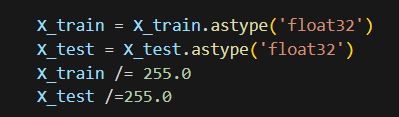 X_train = X_train.astype('float32')
X_test = X_test.astype('float32')
X_train /= 255.0
X_test /=255.0